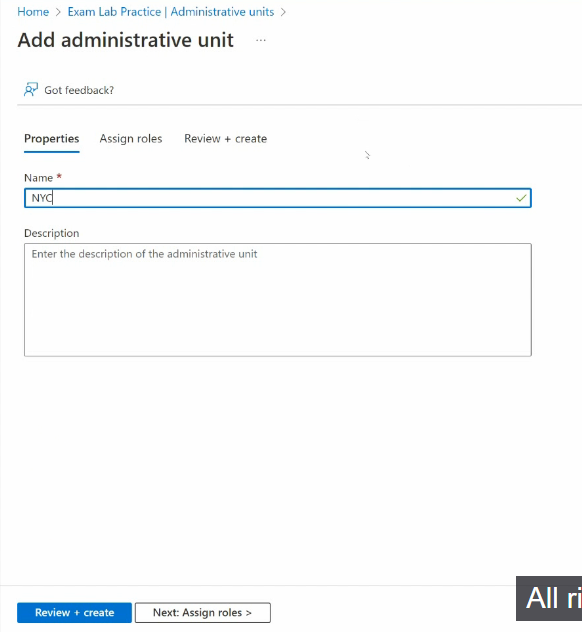 Home > Exam Lab Practice | Administrative units >
Add administrative unit ...
Got feedback?
Properties Assign roles Review + create
Name *
NYC
Description
Enter the description of the administrative unit
Review + create Next: Assign roles >
All